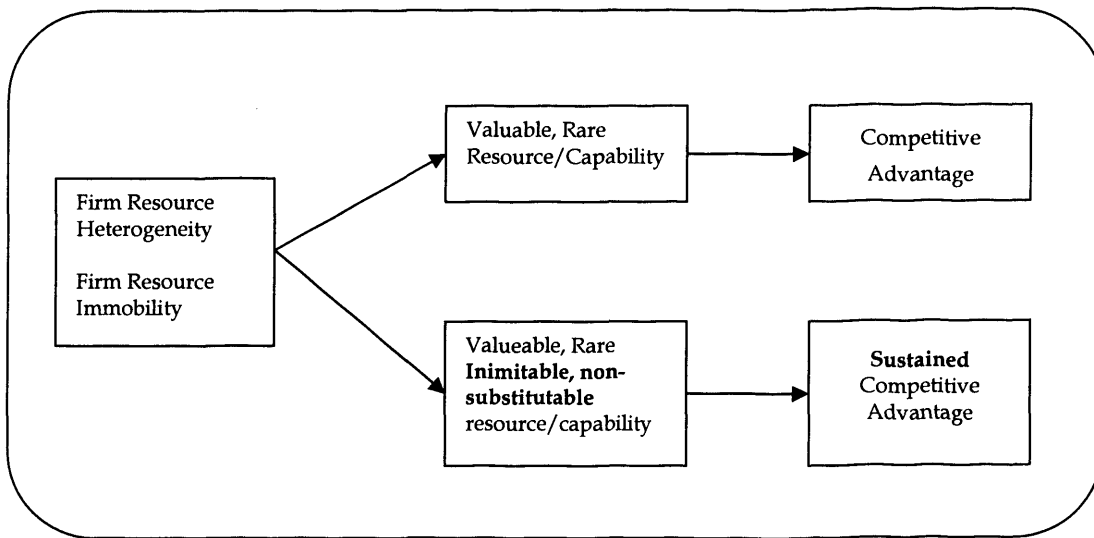 Firm Resource
Heterogeneity
Firm Resource
Immobility
Valuable, Rare
Resource/Capability
Competitive
Advantage
Valueable, Rare
Inimitable, non-
substitutable
resource/capability
Sustained
Competitive
Advantage